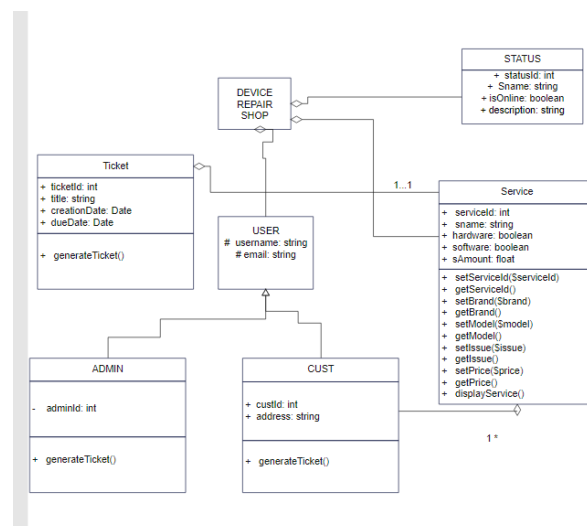 STATUS
+ statusId: int
+ Sname: string
+ isOnline: boolean
+ description: string
DEVICE
REPAIR
SHOP
Ticket
+ ticketId: int
+ title: string
+ creationDate: Date
+ dueDate: Date
+ generateTicket()
1...1
Service
+ serviceId: int
+ sname: string
+ hardware: boolean
+ software: boolean
+ sAmount: float
+ setServiceId($serviceId)
+ getServiceId()
+ setBrand($brand)
+ getBrand()
+ setModel($model)
+ getModel()
+ setIssue($issue)
+ getIssue()
+ setPrice($price)
+ getPrice()
+ displayService()
USER
# username: string
# email: string
ADMIN
- adminId: int
+ generateTicket()
CUST
+ custId: int
+ address: string
+ generateTicket()
1 *